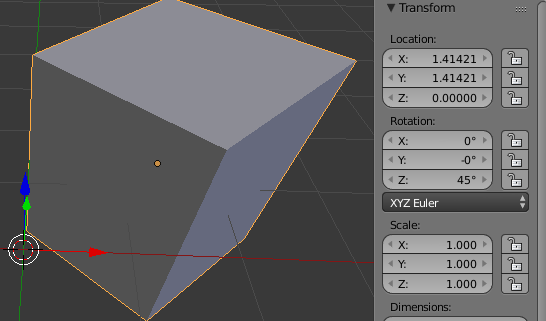 Transform
Location:
X: 1.41421
Y: 1.41421
Z: 0.00000
Rotation:
X: 0°
Y: -0°
Z: 45°
XYZ Euler
Scale:
X: 1.000
Y: 1.000
Z: 1.000
Dimensions: